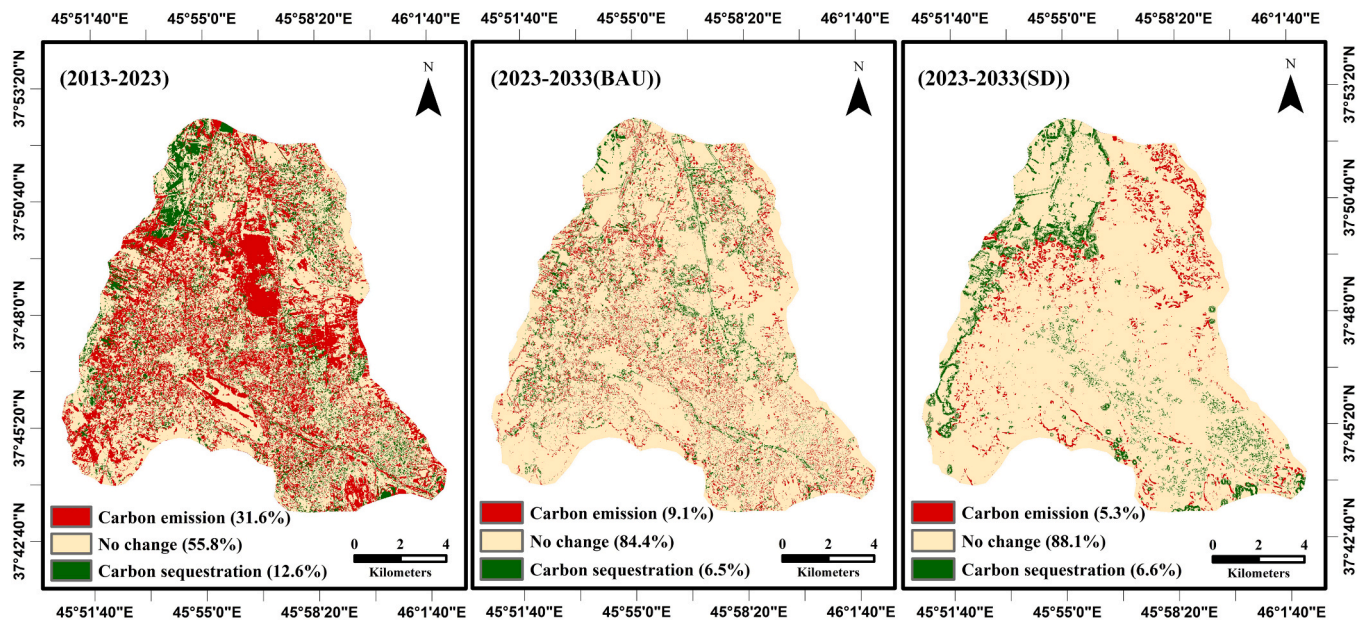 45°51'40"E 45°55'0"E 45°58'20"E 46°1'40"E 45°51'40"E 45°55'0"E 45°58'20"E 46°1'40"E 45°51'40"E 45°55'0"E 45°58'20"E 46°1'40"E
37°53'20"N
37°50'40"N
37°48'0"N
37°45'20"N
37°42'40"N
(2013-2023)
N
Carbon emission (31.6%)
No change (55.8%)
Carbon sequestration (12.6%)
0 2 4
Kilometers
(2023-2033(BAU))
N
Carbon emission (9.1%)
No change (84.4%)
Carbon sequestration (6.5%)
0 2 4
Kilometers
(2023-2033(SD))
N
Carbon emission (5.3%)
No change (88.1%)
Carbon sequestration (6.6%)
0 2 4
Kilometers
37°53'20"N
37°50'40"N
37°48'0"N
37°45'20"N
37°42'40"N
45°51'40"E 45°55'0"E 45°58'20"E 46°1'40"E 45°51'40"E 45°55'0"E 45°58'20"E 46°1'40"E 45°51'40"E 45°55'0"E 45°58'20"E 46°1'40"E